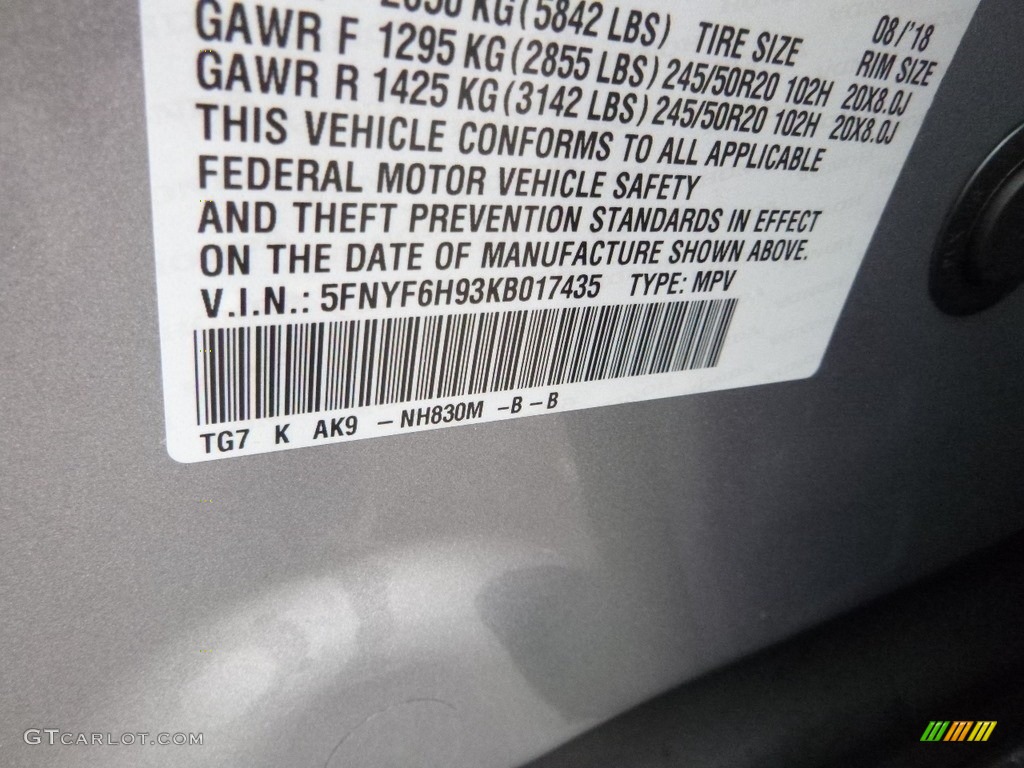 2650 KG (5842 LBS) 08/'18
GAWR F 1295 KG (2855 LBS) TIRE SIZE 245/50R20 102H RIM SIZE 20X8.0J
GAWR R 1425 KG (3142 LBS) 245/50R20 102H 20X8.0J
THIS VEHICLE CONFORMS TO ALL APPLICABLE
FEDERAL MOTOR VEHICLE SAFETY
AND THEFT PREVENTION STANDARDS IN EFFECT
ON THE DATE OF MANUFACTURE SHOWN ABOVE.
V.I.N.: 5FNYF6H93KB017435 TYPE: MPV
TG7 K AK9 - NH830M - B - B
GTCARLOT.COM